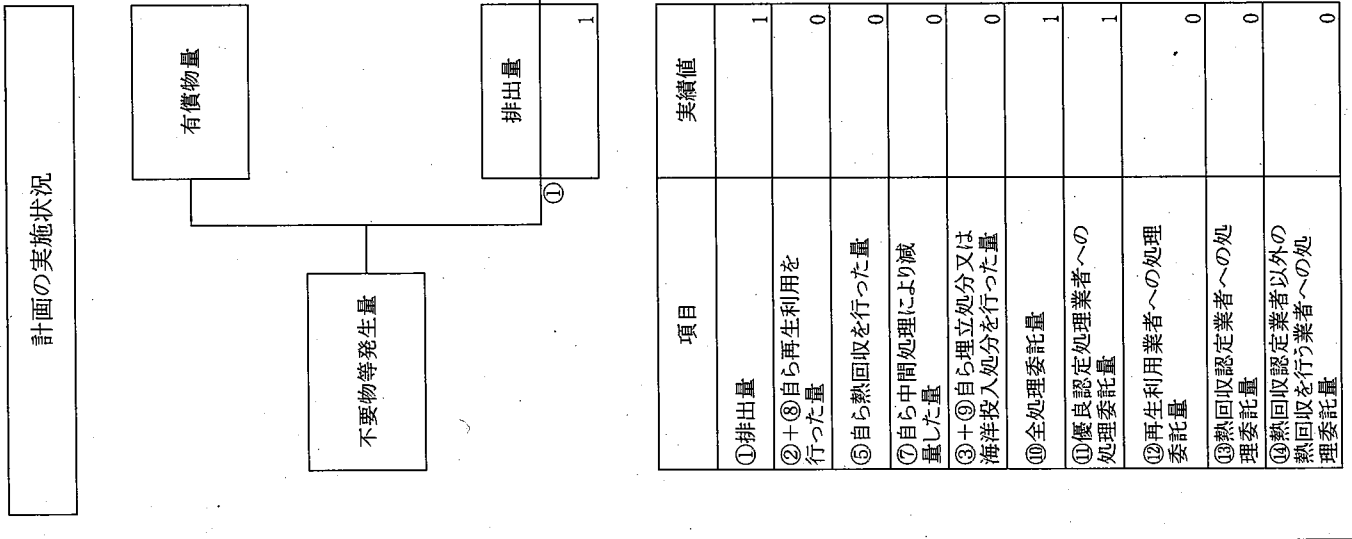 計画の実施状況
有償物量
不要物等発生量
排出量
①
1
項目 実績値
①排出量 1
②+⑧自ら再生利用を
行った量 0
⑤自ら熱回収を行った量 0
⑦自ら中間処理により減
量した量 0
③+⑨自ら埋立処分又は
海洋投入処分を行った量 0
⑩全処理委託量 1
⑪優良認定処理業者への
処理委託量 1
⑫再生利用業者への処理
委託量 0
⑬熱回収認定業者への処
理委託量 0
⑭熱回収認定業者以外の
熱回収を行う業者への処
理委託量 0